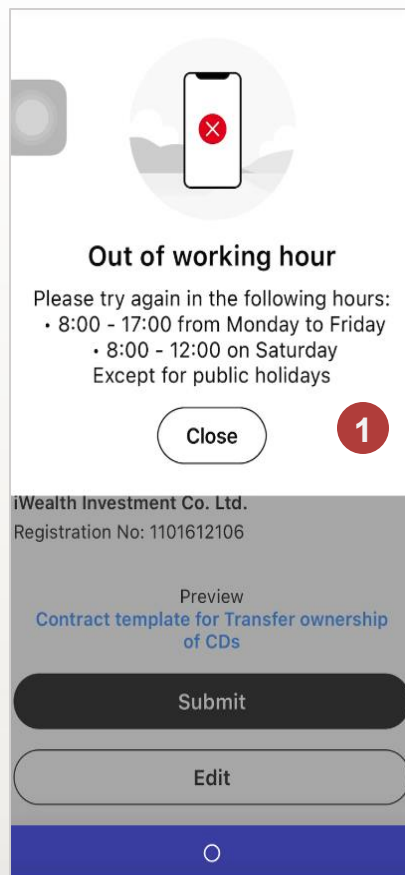 Out of working hour
Please try again in the following hours:
• 8:00 - 17:00 from Monday to Friday
• 8:00 - 12:00 on Saturday
Except for public holidays
Close
1
iWealth Investment Co. Ltd.
Registration No: 1101612106
Preview
Contract template for Transfer ownership
of CDs
Submit
Edit